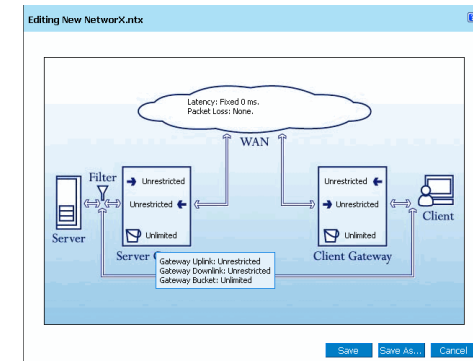 Editing New NetworX.ntx
Latency: Fixed 0 ms.
Packet Loss: None.
WAN
Filter
Unrestricted
Unrestricted
Unlimited
Server
Server
Gateway Uplink: Unrestricted
Gateway Downlink: Unrestricted
Gateway Bucket: Unlimited
Unrestricted
Unrestricted
Unlimited
Client Gateway
Client
Save Save As... Cancel